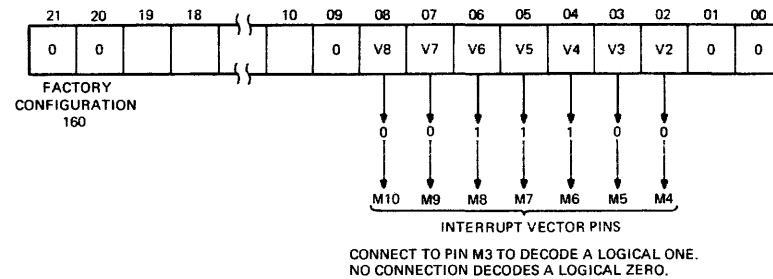 21 20 19 18 10 09 08 07 06 05 04 03 02 01 00
0 0 0 V8 V7 V6 V5 V4 V3 V2 0 0
FACTORY
CONFIGURATION
160
0 0 1 1 1 0 0
M10 M9 M8 M7 M6 M5 M4
INTERRUPT VECTOR PINS
CONNECT TO PIN M3 TO DECODE A LOGICAL ONE.
NO CONNECTION DECODES A LOGICAL ZERO.